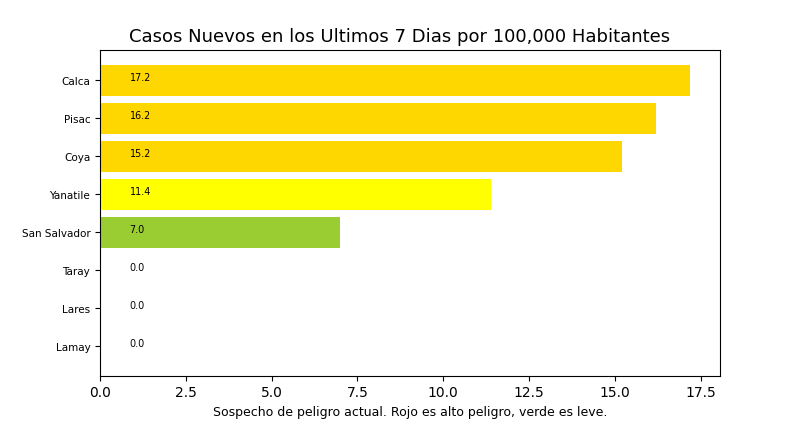 Casos Nuevos en los Ultimos 7 Dias por 100,000 Habitantes
Calca 17.2
Pisac 16.2
Coya 15.2
Yanatile 11.4
San Salvador 7.0
Taray 0.0
Lares 0.0
Lamay 0.0
0.0 2.5 5.0 7.5 10.0 12.5 15.0 17.5
Sospecho de peligro actual. Rojo es alto peligro, verde es leve.